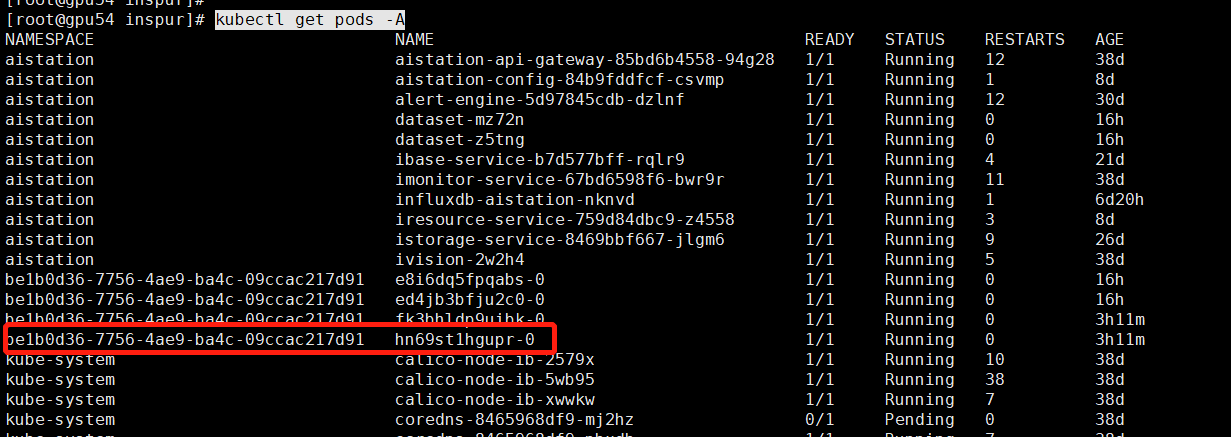 [root@gpu54 inspur]#
[root@gpu54 inspur]# kubectl get pods -A
NAMESPACE NAME READY STATUS RESTARTS AGE
aistation aistation-api-gateway-85bd6b4558-94g28 1/1 Running 12 38d
aistation aistation-config-84b9fddfcf-csvmp 1/1 Running 1 8d
aistation alert-engine-5d97845cdb-dzlnf 1/1 Running 12 30d
aistation dataset-mz72n 1/1 Running 0 16h
aistation dataset-z5tng 1/1 Running 0 16h
aistation ibase-service-b7d577bff-rqlr9 1/1 Running 4 21d
aistation imonitor-service-67bd6598f6-bwr9r 1/1 Running 11 38d
aistation influxdb-aistation-nknvd 1/1 Running 1 6d20h
aistation iresource-service-759d84dbc9-z4558 1/1 Running 3 8d
aistation istorage-service-8469bbf667-jlgm6 1/1 Running 9 26d
aistation ivision-2w2h4 1/1 Running 5 38d
be1b0d36-7756-4ae9-ba4c-09ccac217d91 e8i6dq5fpqabs-0 1/1 Running 0 16h
be1b0d36-7756-4ae9-ba4c-09ccac217d91 ed4jb3bfju2c0-0 1/1 Running 0 16h
be1b0d36-7756-4ae9-ba4c-09ccac217d91 fk3bhldp9uibk-0 1/1 Running 0 3h11m
be1b0d36-7756-4ae9-ba4c-09ccac217d91 hn69st1hgupr-0 1/1 Running 0 3h11m
kube-system calico-node-ib-2579x 1/1 Running 10 38d
kube-system calico-node-ib-5wb95 1/1 Running 38 38d
kube-system calico-node-ib-xwwkw 1/1 Running 7 38d
kube-system coredns-8465968df9-mj2hz 0/1 Pending 0 38d